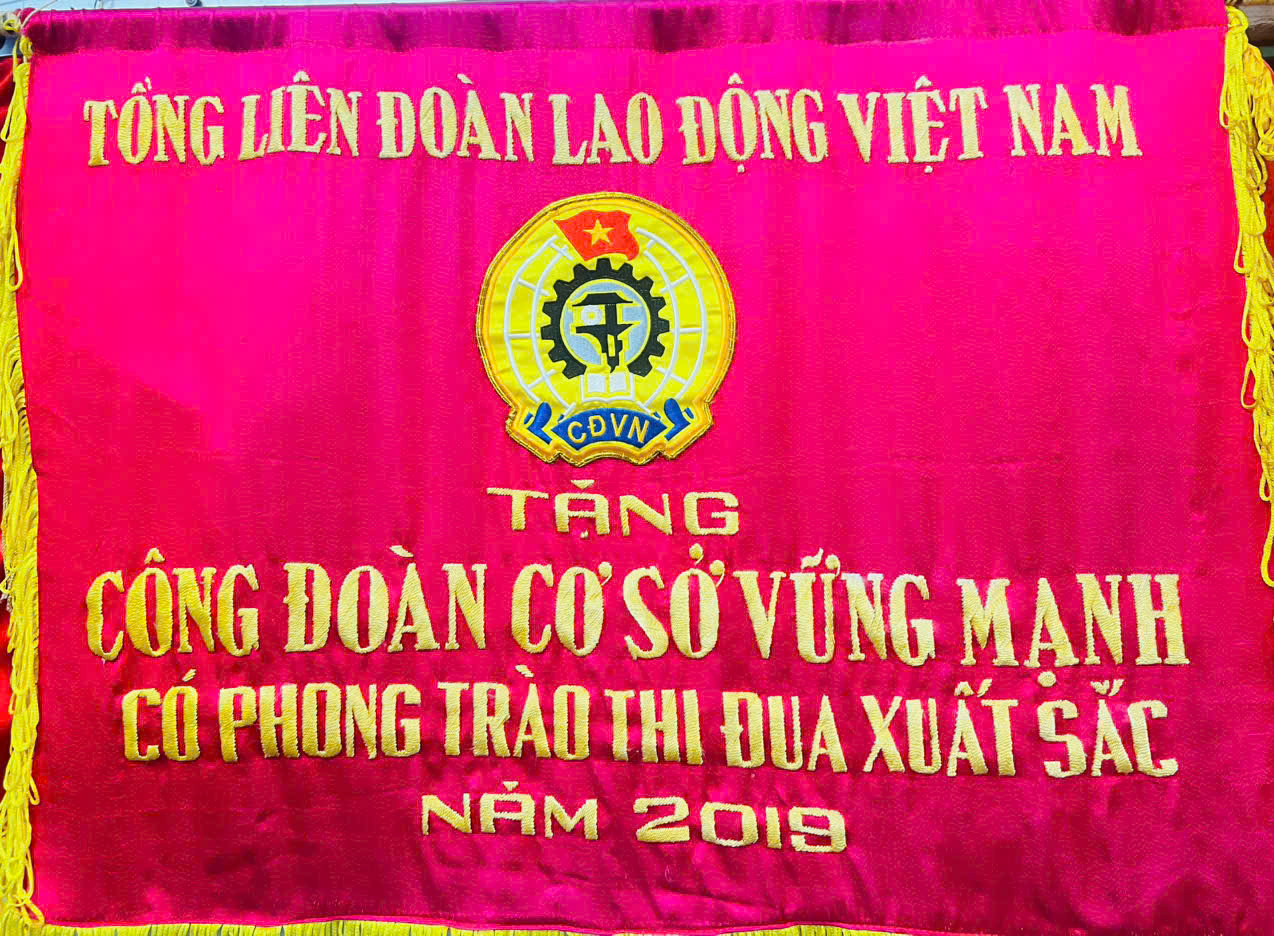 TỔNG LIÊN ĐOÀN LAO ĐỘNG VIỆT NAM
CĐVN
TẶNG
CÔNG ĐOÀN CƠ SỞ VỮNG MẠNH
CÓ PHONG TRÀO THI ĐUA XUẤT SẮC
NĂM 2019